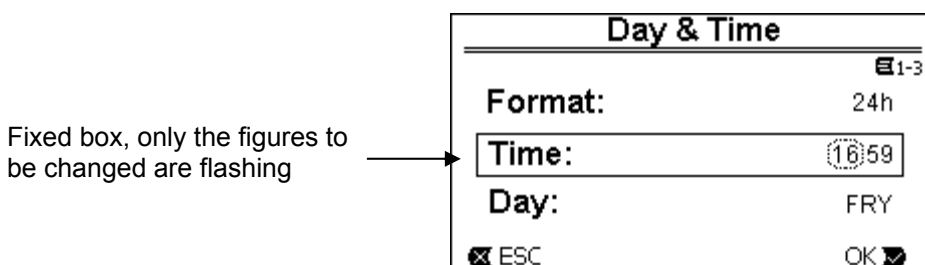 Day & Time
1-3
Format: 24h
Fixed box, only the figures to
be changed are flashing
Time: 16:59
Day: FRY
ESC OK